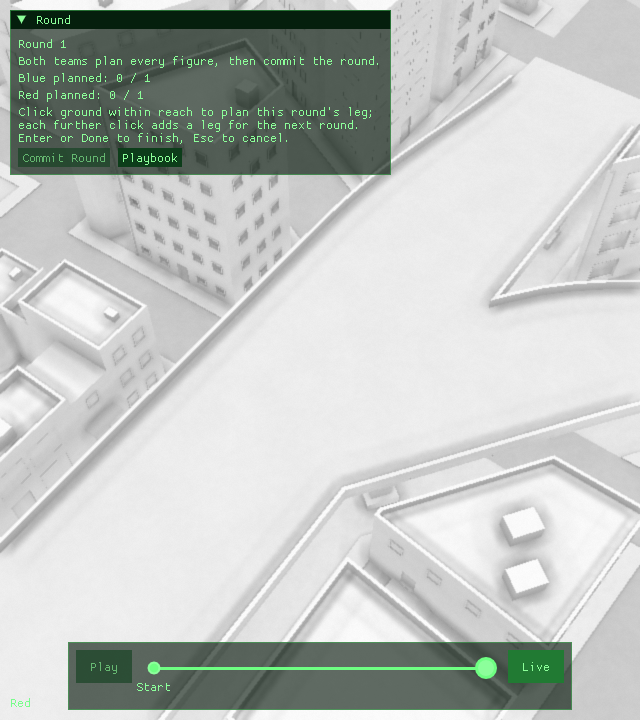 Round
Round 1
Both teams plan every figure, then commit the round.
Blue planned: 0 / 1
Red planned: 0 / 1
Click ground within reach to plan this round's leg;
each further click adds a leg for the next round.
Enter or Done to finish, Esc to cancel.
Commit Round Playbook
Play Live
Start
Red